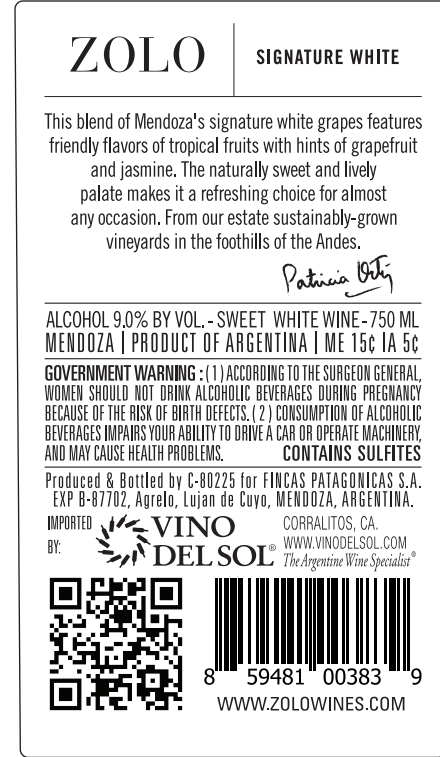 ZOLO
SIGNATURE WHITE
This blend of Mendoza's signature white grapes features
friendly flavors of tropical fruits with hints of grapefruit
and jasmine. The naturally sweet and lively
palate makes it a refreshing choice for almost
any occasion. From our estate sustainably-grown
vineyards in the foothills of the Andes.
Patricia Ortiz
ALCOHOL 9.0% BY VOL. - SWEET WHITE WINE - 750 ML
MENDOZA | PRODUCT OF ARGENTINA | ME 15¢ IA 5¢
GOVERNMENT WARNING : (1) ACCORDING TO THE SURGEON GENERAL,
WOMEN SHOULD NOT DRINK ALCOHOLIC BEVERAGES DURING PREGNANCY
BECAUSE OF THE RISK OF BIRTH DEFECTS. (2) CONSUMPTION OF ALCOHOLIC
BEVERAGES IMPAIRS YOUR ABILITY TO DRIVE A CAR OR OPERATE MACHINERY,
AND MAY CAUSE HEALTH PROBLEMS. CONTAINS SULFITES
Produced & Bottled by C-80225 for FINCAS PATAGONICAS S.A.
EXP B-87702, Agrelo, Lujan de Cuyo, MENDOZA, ARGENTINA.
IMPORTED
BY:
VINO
DEL SOL®
CORRALITOS, CA.
WWW.VINODELSOL.COM
The Argentine Wine Specialist®
8 59481 00383 9
WWW.ZOLOWINES.COM